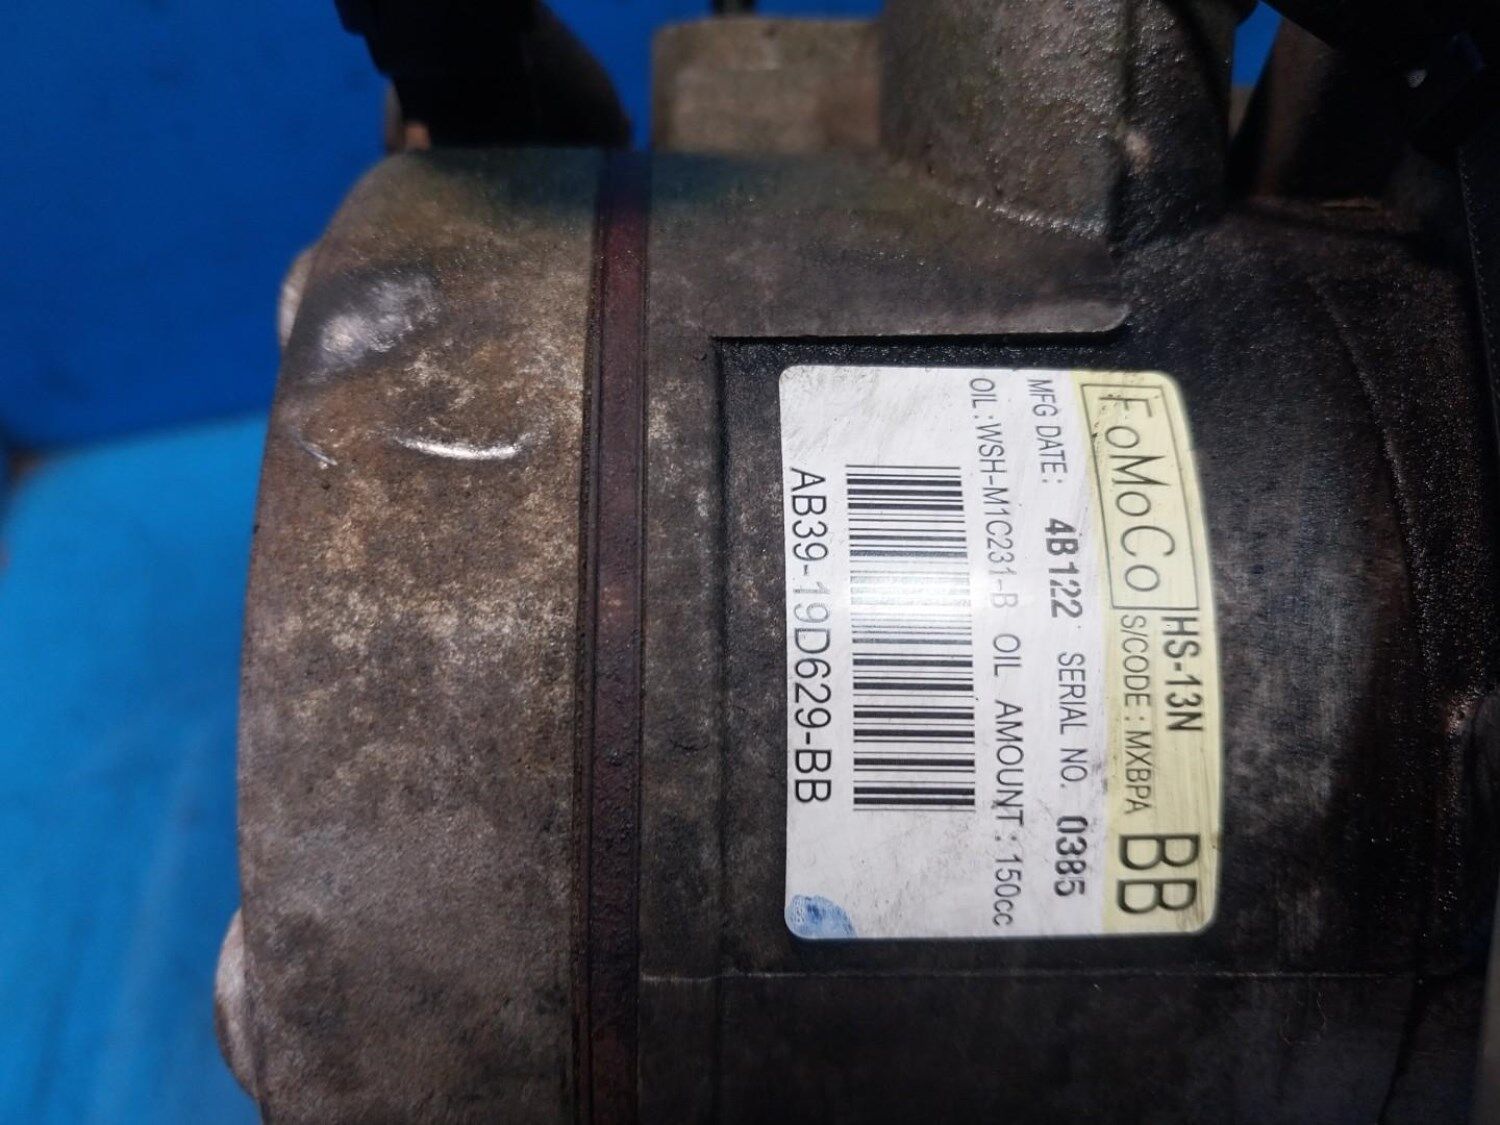 FoMoCo HS-13N
S/CODE : MXBPA BB
MFG DATE: 4B122 SERIAL NO. 0385
OIL : WSH-M1C231-B OIL AMOUNT : 150cc
AB39-19D629-BB